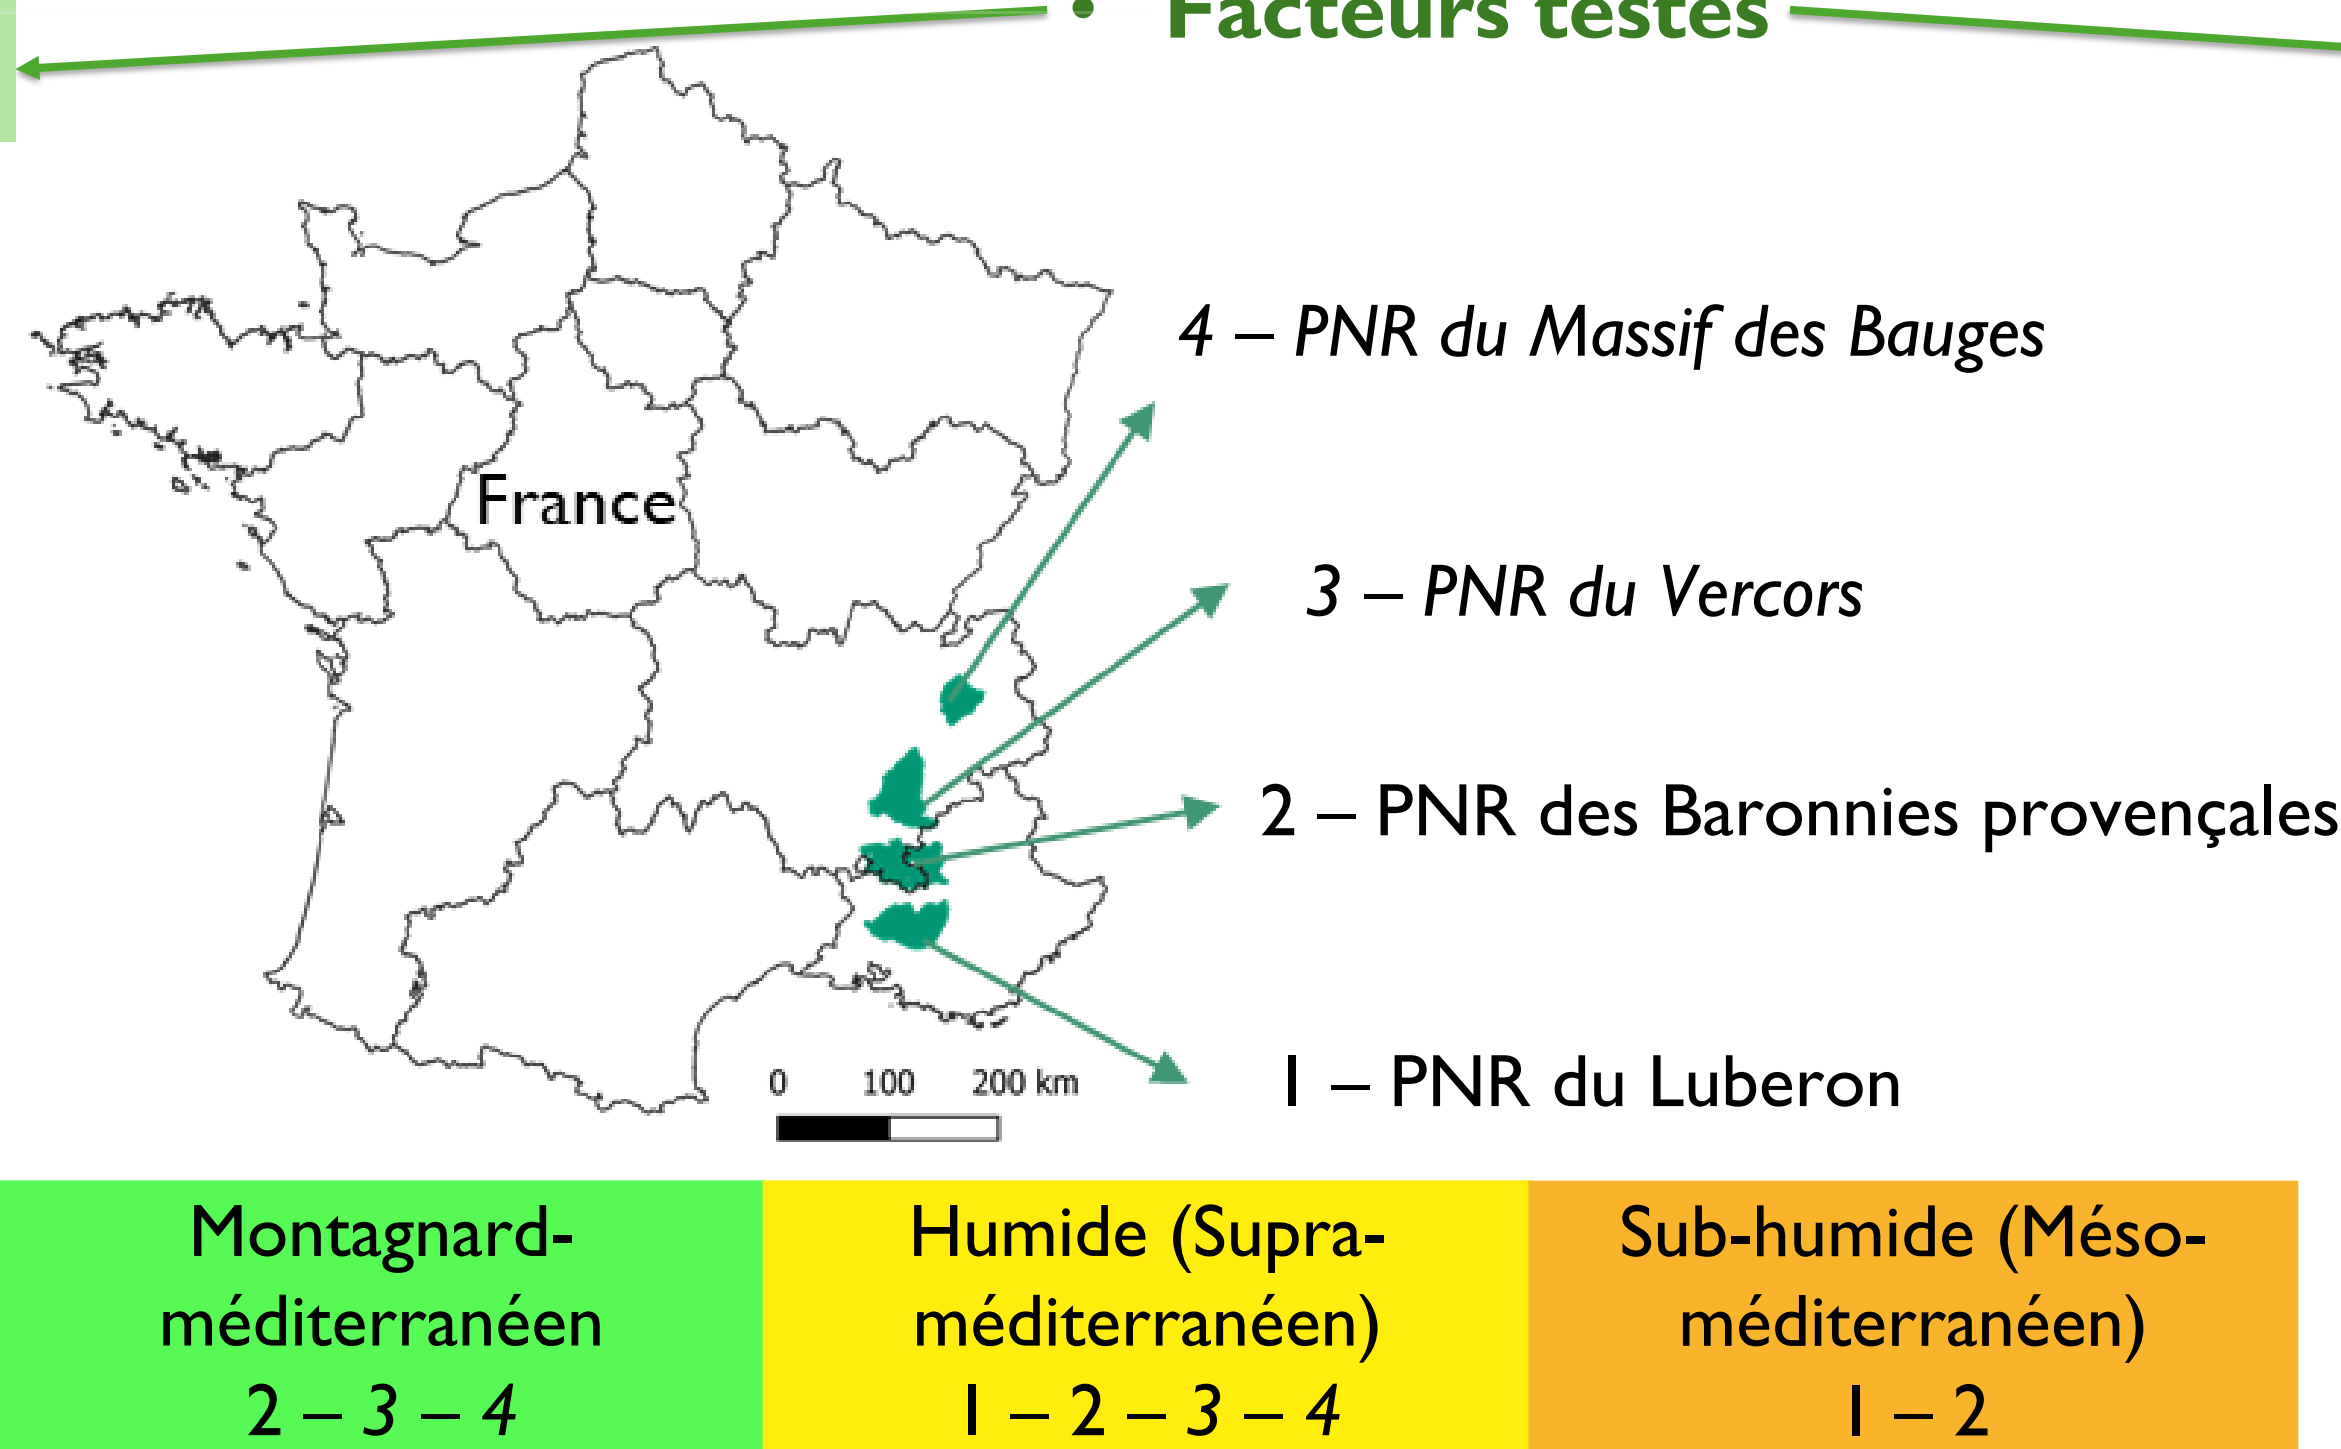 • Facteurs testés
4 – PNR du Massif des Bauges
France
3 – PNR du Vercors
2 – PNR des Baronnies provençales
1 – PNR du Luberon
0 100 200 km
Montagnard-
méditerranéen
2 – 3 – 4
Humide (Supra-
méditerranéen)
1 – 2 – 3 – 4
Sub-humide (Méso-
méditerranéen)
1 – 2